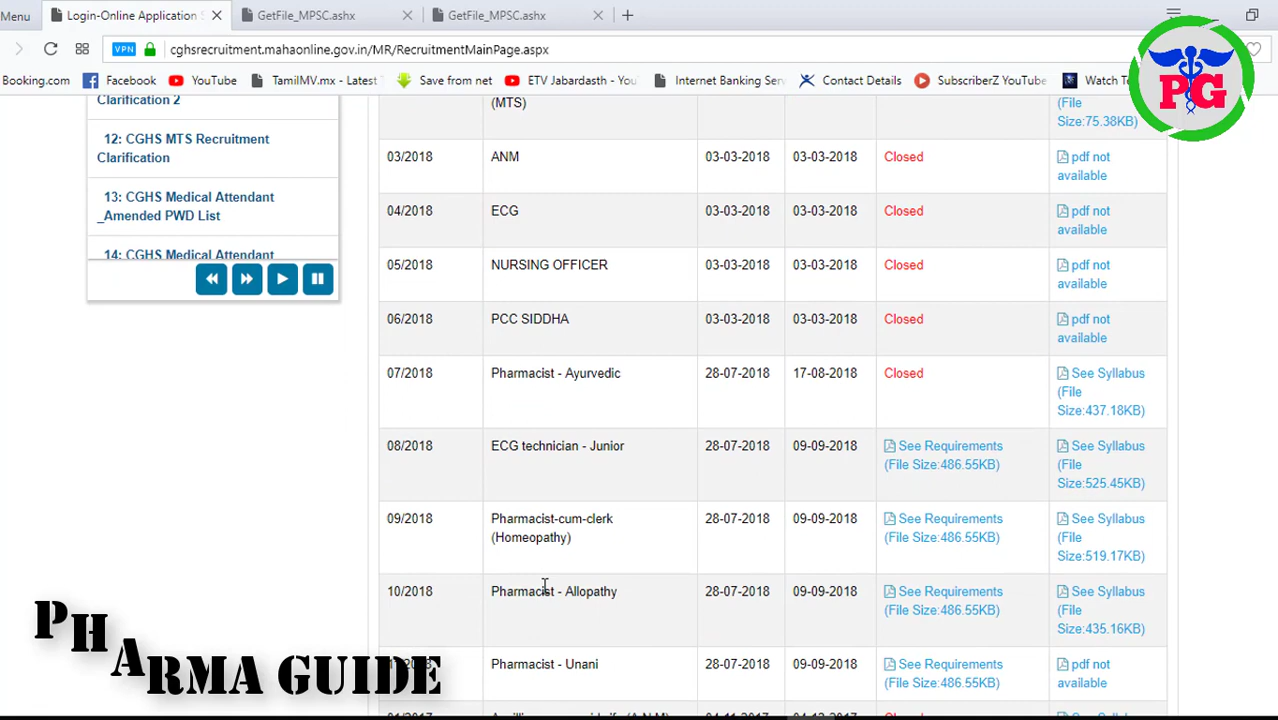 Menu
Login-Online Application S
GetFile_MPSC.ashx
GetFile_MPSC.ashx
VPN
cghsrecruitment.mahaonline.gov.in/MR/RecruitmentMainPage.aspx
Booking.com
Facebook
YouTube
TamilMV.mx - Latest
Save from net
ETV Jabardasth - You
Internet Banking Serv
Contact Details
SubscriberZ YouTube
Watch To
PG
Clarification 2
12: CGHS MTS Recruitment
Clarification
13: CGHS Medical Attendant
_Amended PWD List
14: CGHS Medical Attendant
(MTS)
(File
Size:75.38KB)
03/2018 ANM 03-03-2018 03-03-2018 Closed pdf not
available
04/2018 ECG 03-03-2018 03-03-2018 Closed pdf not
available
05/2018 NURSING OFFICER 03-03-2018 03-03-2018 Closed pdf not
available
06/2018 PCC SIDDHA 03-03-2018 03-03-2018 Closed pdf not
available
07/2018 Pharmacist - Ayurvedic 28-07-2018 17-08-2018 Closed See Syllabus
(File
Size:437.18KB)
08/2018 ECG technician - Junior 28-07-2018 09-09-2018 See Requirements See Syllabus
(File Size:486.55KB) (File
Size:525.45KB)
09/2018 Pharmacist-cum-clerk 28-07-2018 09-09-2018 See Requirements See Syllabus
(Homeopathy) (File Size:486.55KB) (File
Size:519.17KB)
10/2018 Pharmacist - Allopathy 28-07-2018 09-09-2018 See Requirements See Syllabus
(File Size:486.55KB) (File
Size:435.16KB)
Pharmacist - Unani 28-07-2018 09-09-2018 See Requirements pdf not
(File Size:486.55KB) available
PHARMA GUIDE